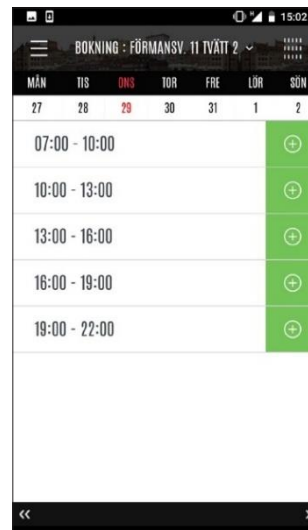 15:02
BOKNING : FÖRMANSV. 11 TVÄTT 2
MÅN TIS ONS TOR FRE LÖR SÖN
27 28 29 30 31 1 2
07:00 - 10:00
10:00 - 13:00
13:00 - 16:00
16:00 - 19:00
19:00 - 22:00